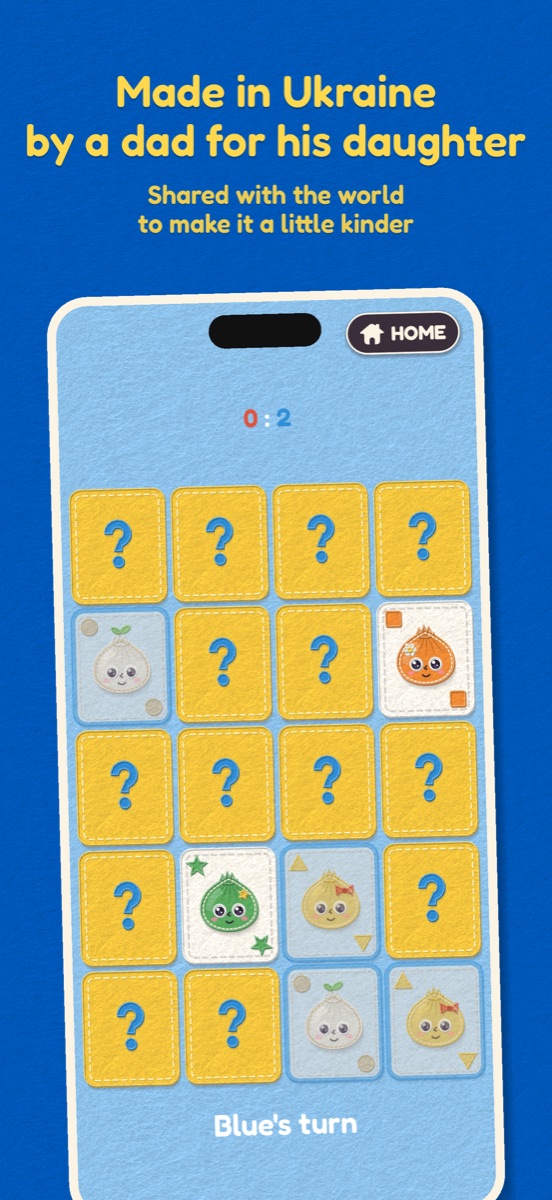 Made in Ukraine
by a dad for his daughter
Shared with the world
to make it a little kinder
HOME
0 : 2
? ? ? ?
? ?
? ? ? ?
? ?
? ?
Blue's turn